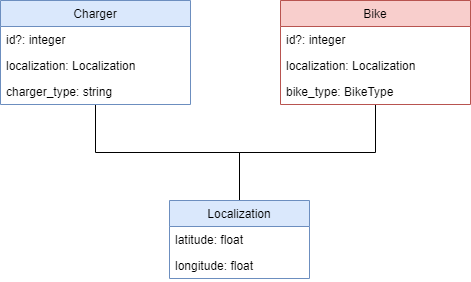 Charger
id?: integer
localization: Localization
charger_type: string
Bike
id?: integer
localization: Localization
bike_type: BikeType
Localization
latitude: float
longitude: float